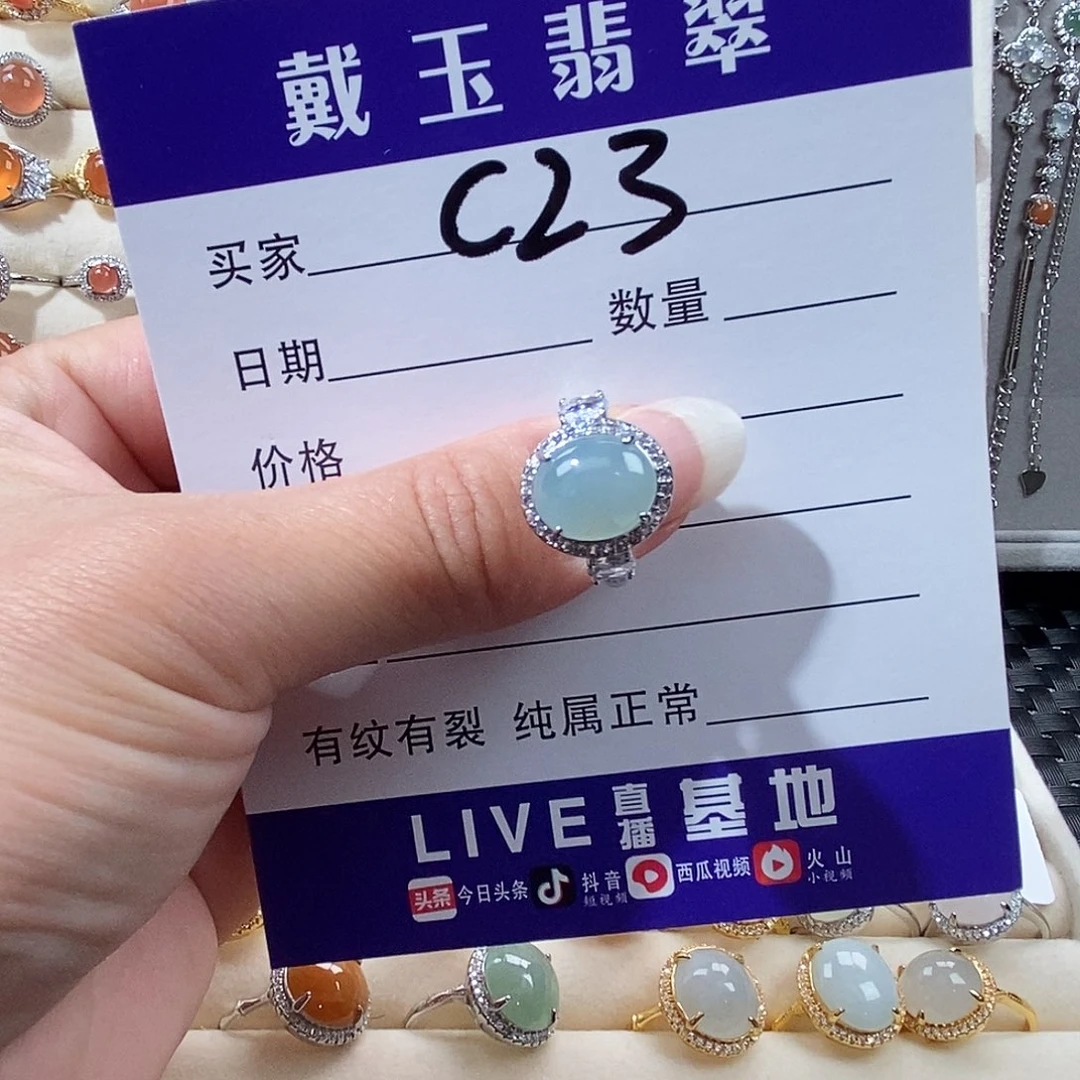 戴玉翡翠
买家 C23
日期 数量
价格
有纹有裂 纯属正常
LIVE 直播 基地
头条 今日头条 抖音 短视频 西瓜视频 火山 小视频